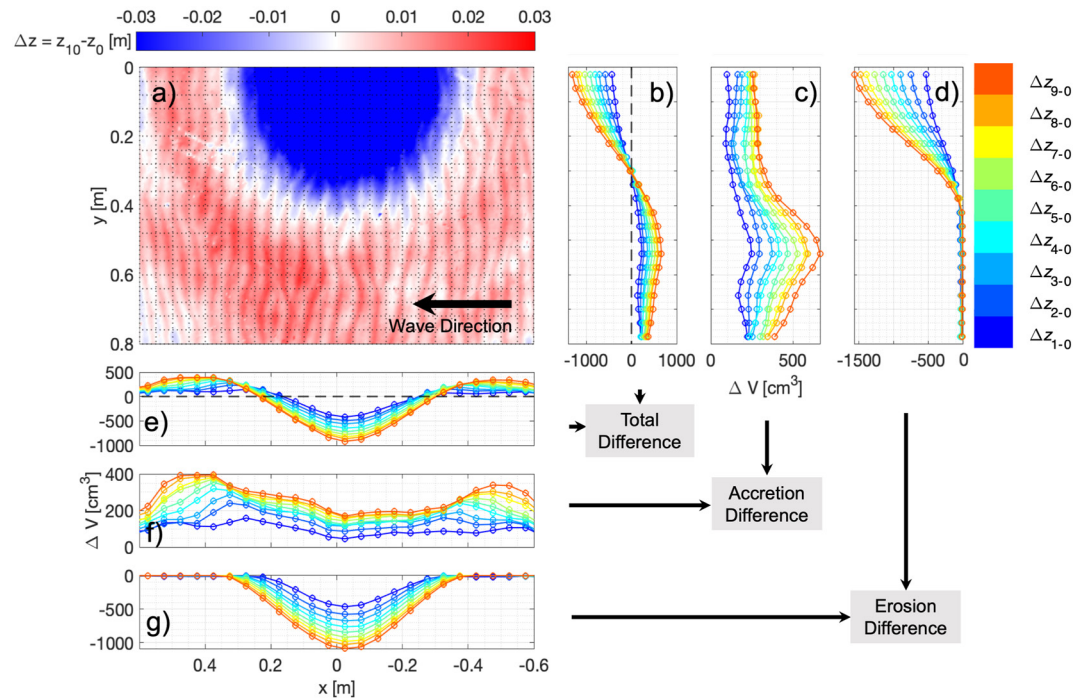 -0.03 -0.02 -0.01 0 0.01 0.02 0.03
Δz = z10-z0 [m]
a)
0
0.2
0.4
0.6
0.8
y [m]
Wave Direction
b)
-1000 0 1000
c)
0 500
Δ V [cm3]
d)
-1500 -500 0
Δz9-0
Δz8-0
Δz7-0
Δz6-0
Δz5-0
Δz4-0
Δz3-0
Δz2-0
Δz1-0
e)
500
0
-500
-1000
f)
400
200
0
Δ V [cm3]
g)
0
-500
-1000
0.4 0.2 0 -0.2 -0.4 -0.6
x [m]
Total
Difference
Accretion
Difference
Erosion
Difference